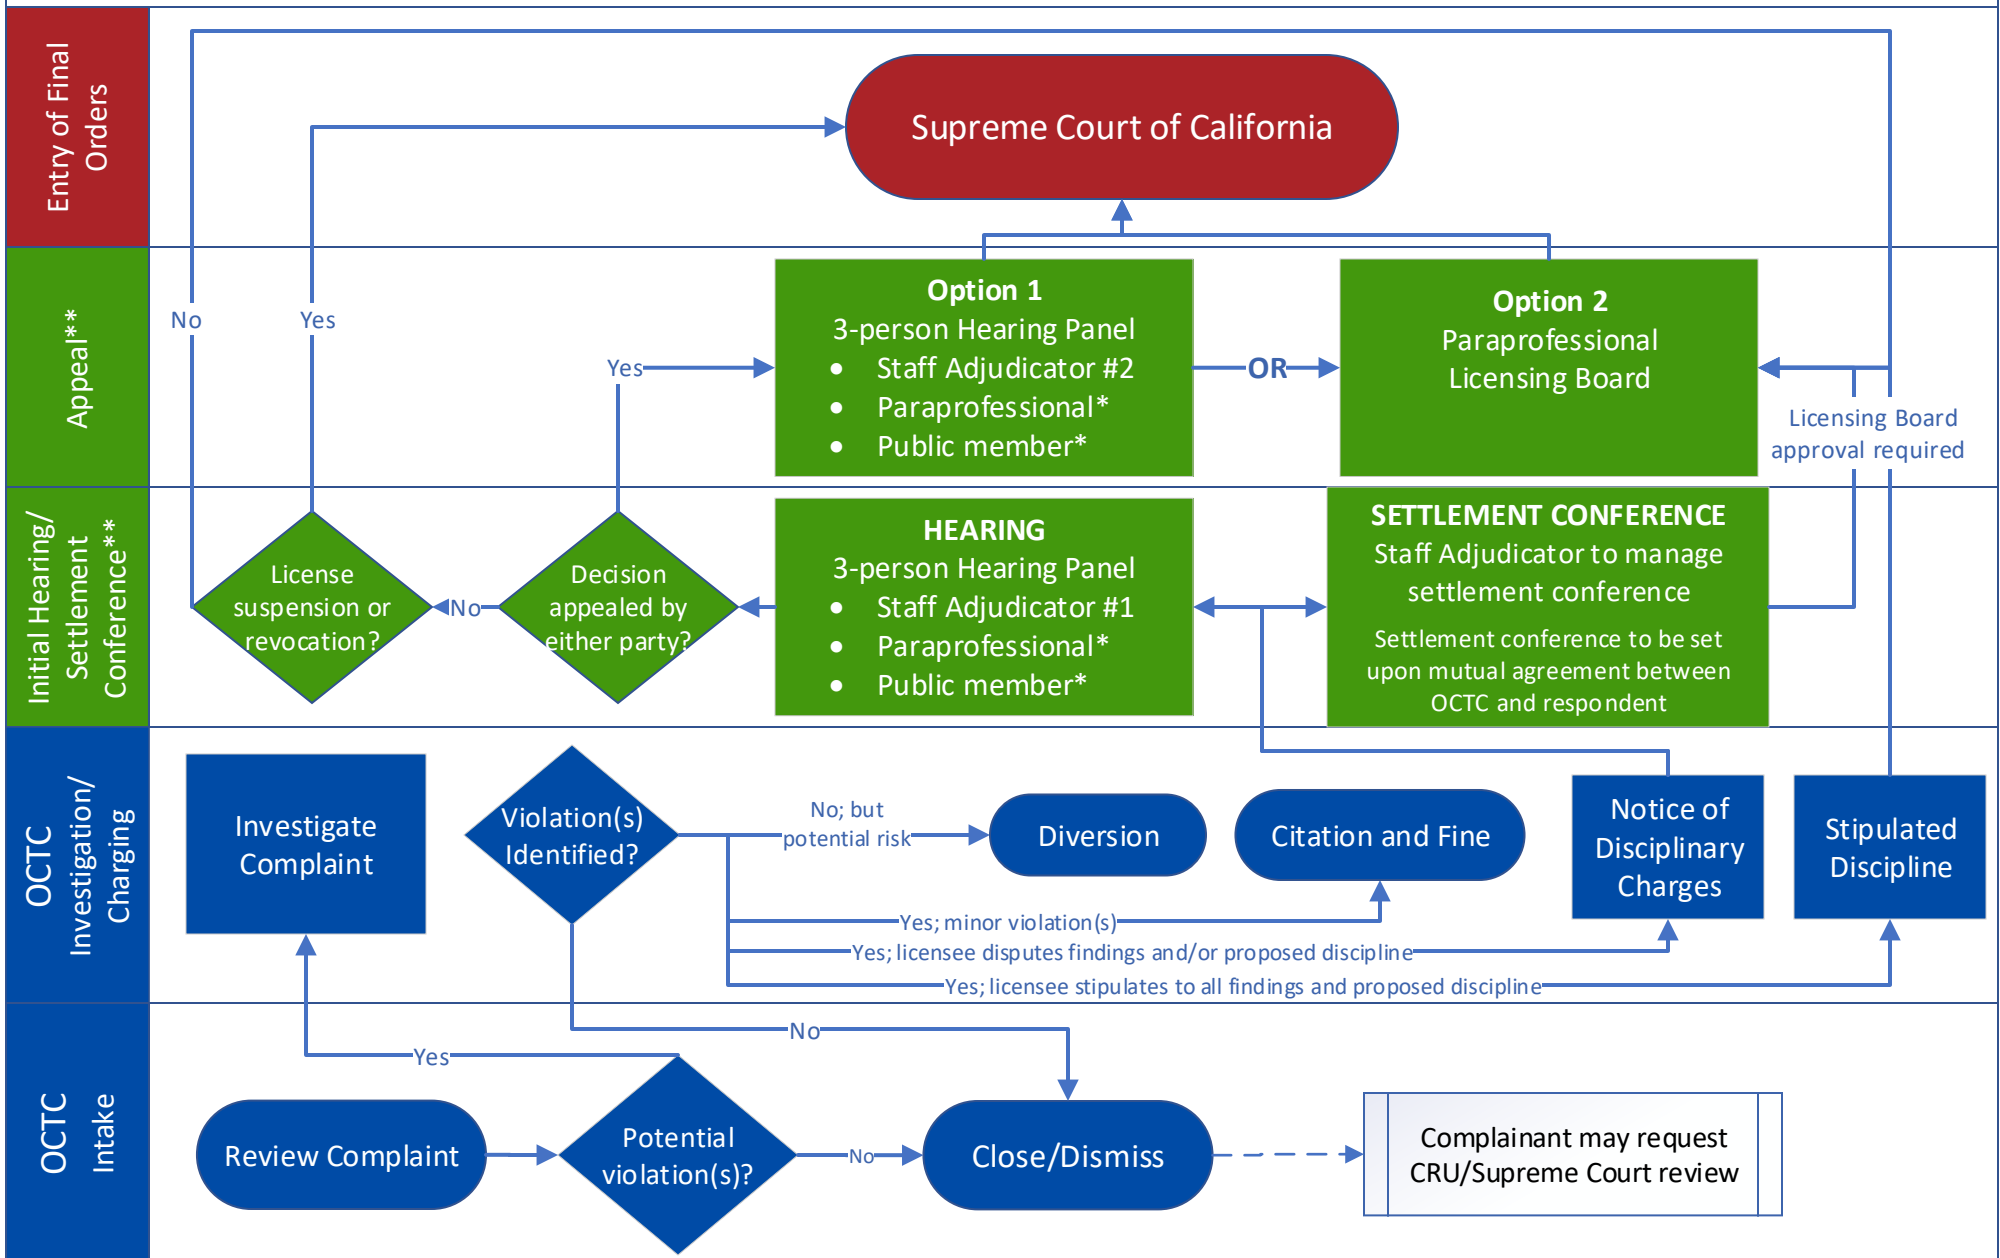 Entry of Final
Orders
Supreme Court of California
Appeal**
No
Yes
Yes
Option 1
3-person Hearing Panel
• Staff Adjudicator #2
• Paraprofessional*
• Public member*
OR
Option 2
Paraprofessional
Licensing Board
Licensing Board
approval required
Initial Hearing/
Settlement
Conference**
License
suspension or
revocation?
No
Decision
appealed by
either party?
HEARING
3-person Hearing Panel
• Staff Adjudicator #1
• Paraprofessional*
• Public member*
SETTLEMENT CONFERENCE
Staff Adjudicator to manage
settlement conference
Settlement conference to be set
upon mutual agreement between
OCTC and respondent
OCTC
Investigation/
Charging
Investigate
Complaint
Violation(s)
Identified?
No; but
potential risk
Diversion
Citation and Fine
Notice of
Disciplinary
Charges
Stipulated
Discipline
Yes; minor violation(s)
Yes; licensee disputes findings and/or proposed discipline
Yes; licensee stipulates to all findings and proposed discipline
OCTC
Intake
No
Yes
Review Complaint
Potential
violation(s)?
No
Close/Dismiss
Complainant may request
CRU/Supreme Court review